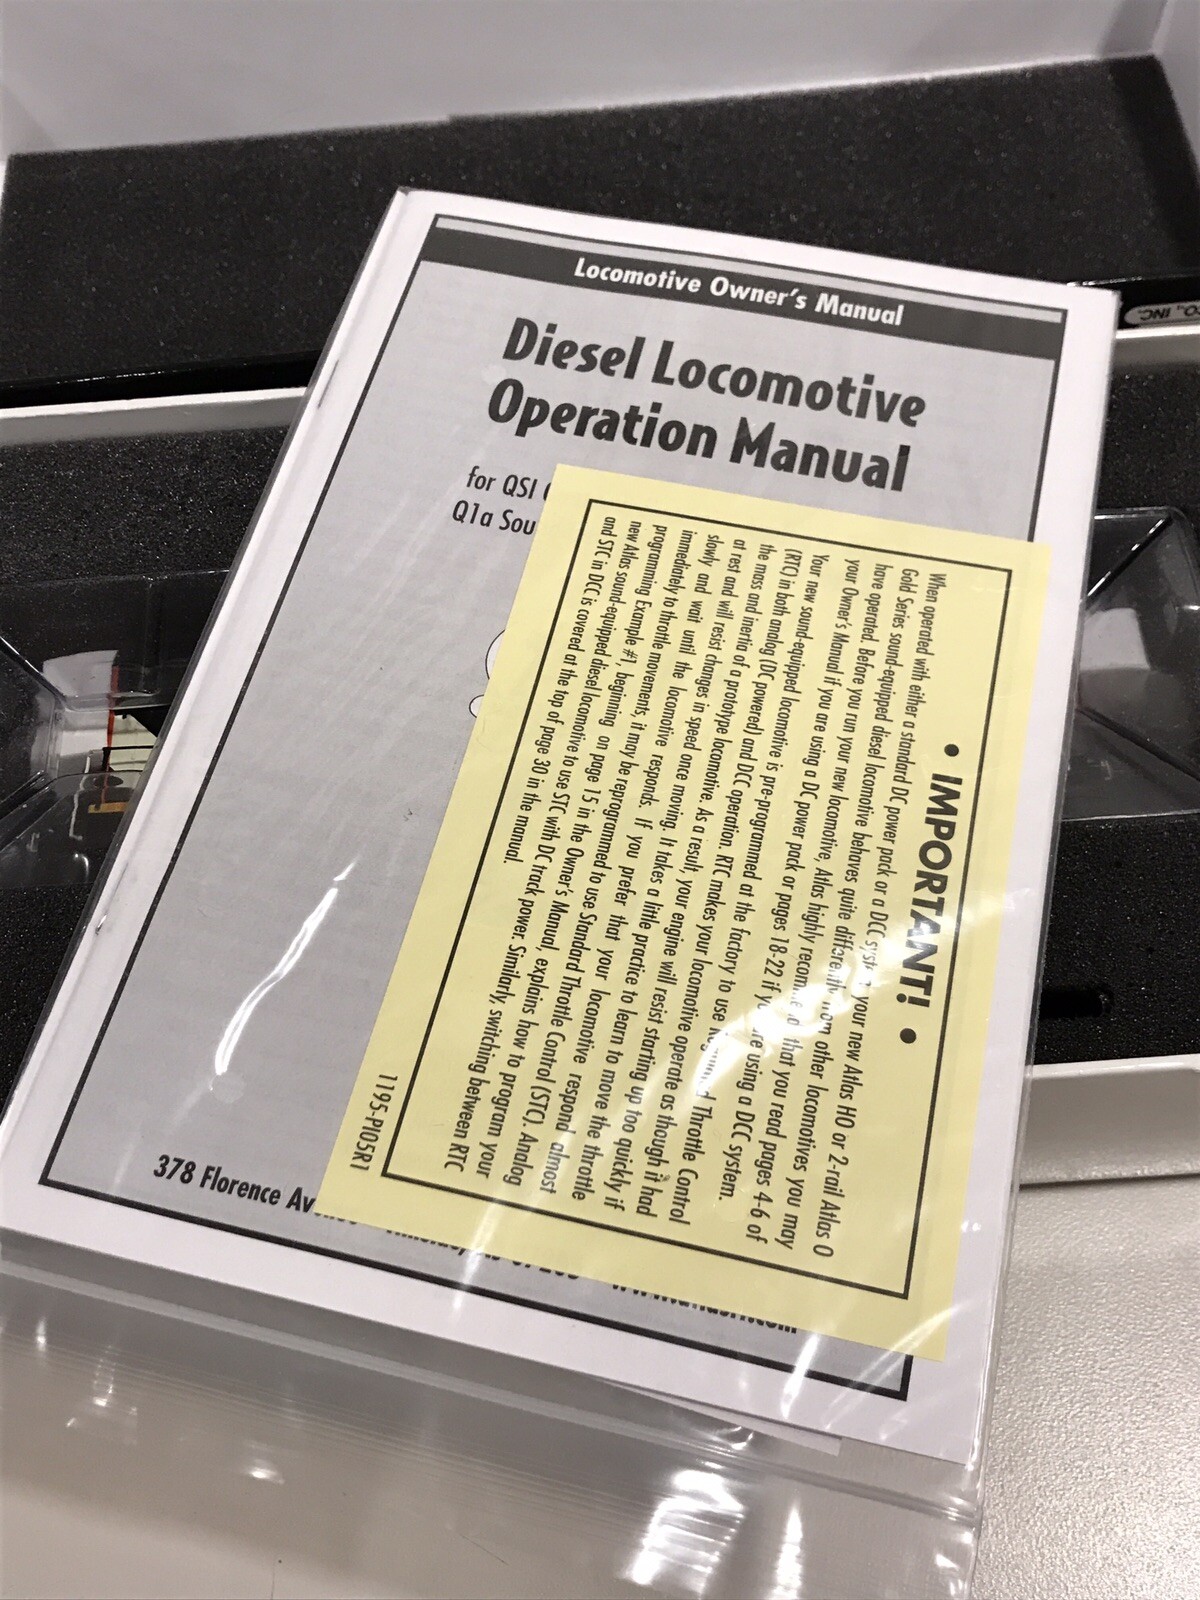 Locomotive Owner's Manual
Diesel Locomotive
Operation Manual
for QSI
Q1a Sou
• IMPORTANT! •
When operated with either a standard DC power pack or a DCC system, your new Atlas HO or 2-rail Atlas O
Gold Series sound-equipped diesel locomotive behaves quite differently from other locomotives you may
have operated. Before you run your new locomotive, Atlas highly recommends that you read pages 4-6 of
your Owner's Manual if you are using a DC power pack or pages 18-22 if you are using a DCC system.
Your new sound-equipped locomotive is pre-programmed at the factory to use Regulated Throttle Control
(RTC) in both analog (DC powered) and DCC operation. RTC makes your locomotive operate as though it had
the mass and inertia of a prototype locomotive. As a result, your engine will resist starting up too quickly if
at rest and will resist changes in speed once moving. It takes a little practice to learn to move the throttle
slowly and wait until the locomotive responds. If you prefer that your locomotive respond almost
immediately to throttle movements, it may be reprogrammed to use Standard Throttle Control (STC). Analog
programming Example #1, beginning on page 15 in the Owner's Manual, explains how to program your
new Atlas sound-equipped diesel locomotive to use STC with DC track power. Similarly, switching between RTC
and STC in DCC is covered at the top of page 30 in the manual.
1195-PI05R1
378 Florence Av
CO., INC.